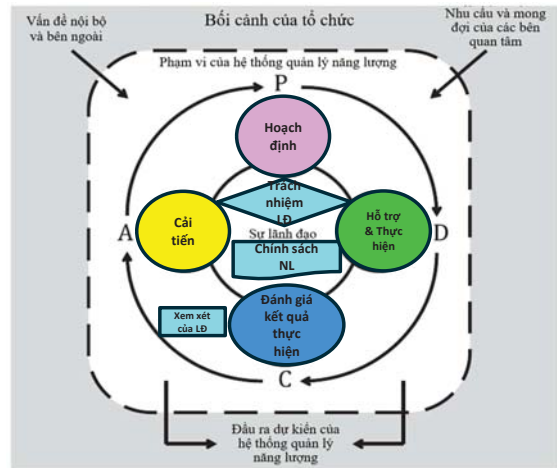 Bối cảnh của tổ chức
Vấn đề nội bộ
và bên ngoài
Nhu cầu và mong
đợi của các bên
quan tâm
Phạm vi của hệ thống quản lý năng lượng
P
Hoạch
định
Trách
nhiệm
LĐ
A
Cải
tiến
Sự lãnh đạo
Hỗ trợ
& Thực
hiện
D
Chính sách
NL
Xem xét
của LĐ
Đánh giá
kết quả
thực
hiện
C
Đầu ra dự kiến của
hệ thống quản lý
năng lượng